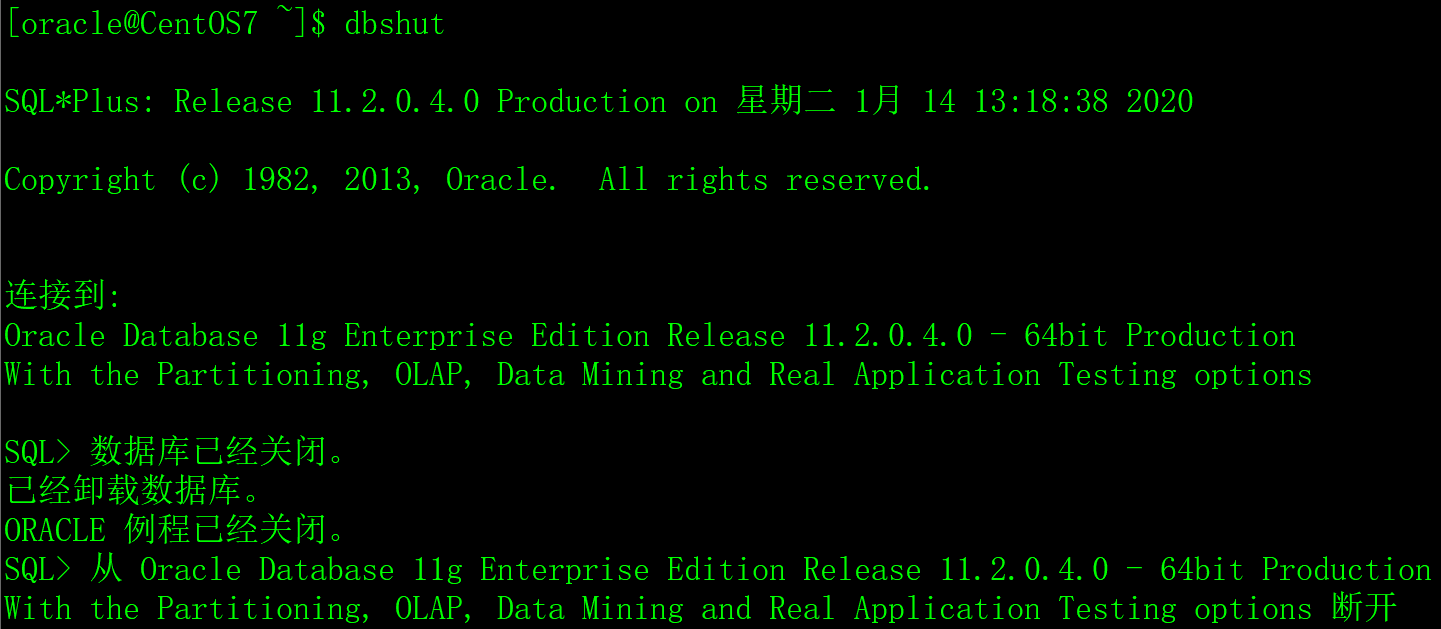 [oracle@CentOS7 ~]$ dbshut
SQL*Plus: Release 11.2.0.4.0 Production on 星期二 1月 14 13:18:38 2020
Copyright (c) 1982, 2013, Oracle.  All rights reserved.
连接到:
Oracle Database 11g Enterprise Edition Release 11.2.0.4.0 - 64bit Production
With the Partitioning, OLAP, Data Mining and Real Application Testing options
SQL> 数据库已经关闭。
已经卸载数据库。
ORACLE 例程已经关闭。
SQL> 从 Oracle Database 11g Enterprise Edition Release 11.2.0.4.0 - 64bit Production
With the Partitioning, OLAP, Data Mining and Real Application Testing options 断开